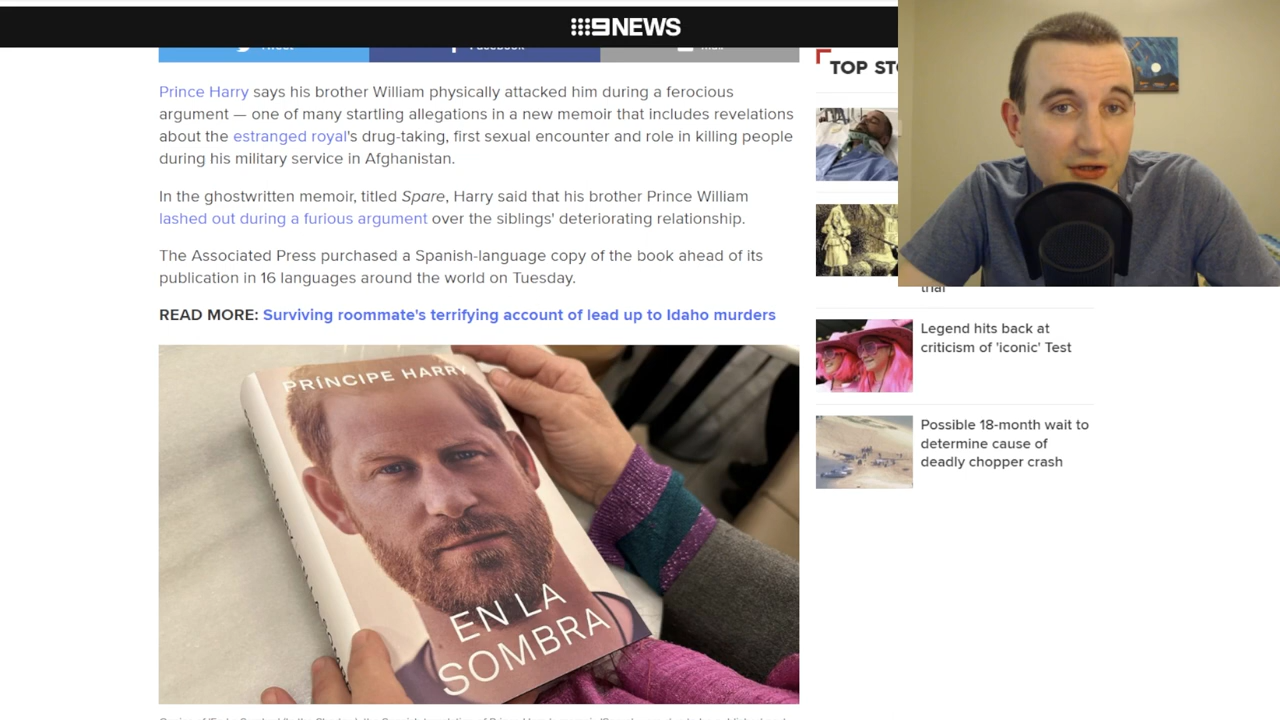 9NEWS
Tweet
Facebook
Mail
Prince Harry says his brother William physically attacked him during a ferocious
argument — one of many startling allegations in a new memoir that includes revelations
about the estranged royal's drug-taking, first sexual encounter and role in killing people
during his military service in Afghanistan.
In the ghostwritten memoir, titled Spare, Harry said that his brother Prince William
lashed out during a furious argument over the siblings' deteriorating relationship.
The Associated Press purchased a Spanish-language copy of the book ahead of its
publication in 16 languages around the world on Tuesday.
READ MORE: Surviving roommate's terrifying account of lead up to Idaho murders
PRÍNCIPE HARRY
EN LA
SOMBRA
TOP
trial
Legend hits back at
criticism of 'iconic' Test
Possible 18-month wait to
determine cause of
deadly chopper crash